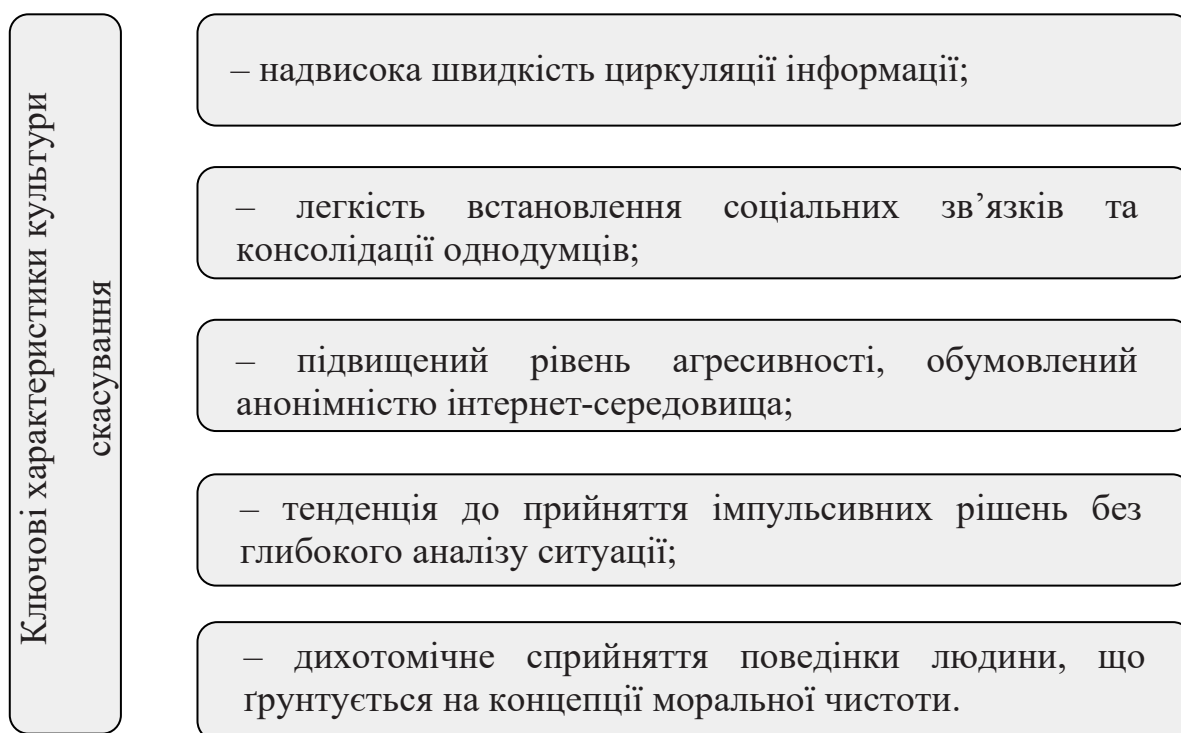 Ключові характеристики культури
скасування
– надвисока швидкість циркуляції інформації;
– легкість встановлення соціальних зв’язків та
консолідації однодумців;
– підвищений рівень агресивності, обумовлений
анонімністю інтернет-середовища;
– тенденція до прийняття імпульсивних рішень без
глибокого аналізу ситуації;
– дихотомічне сприйняття поведінки людини, що
ґрунтується на концепції моральної чистоти.